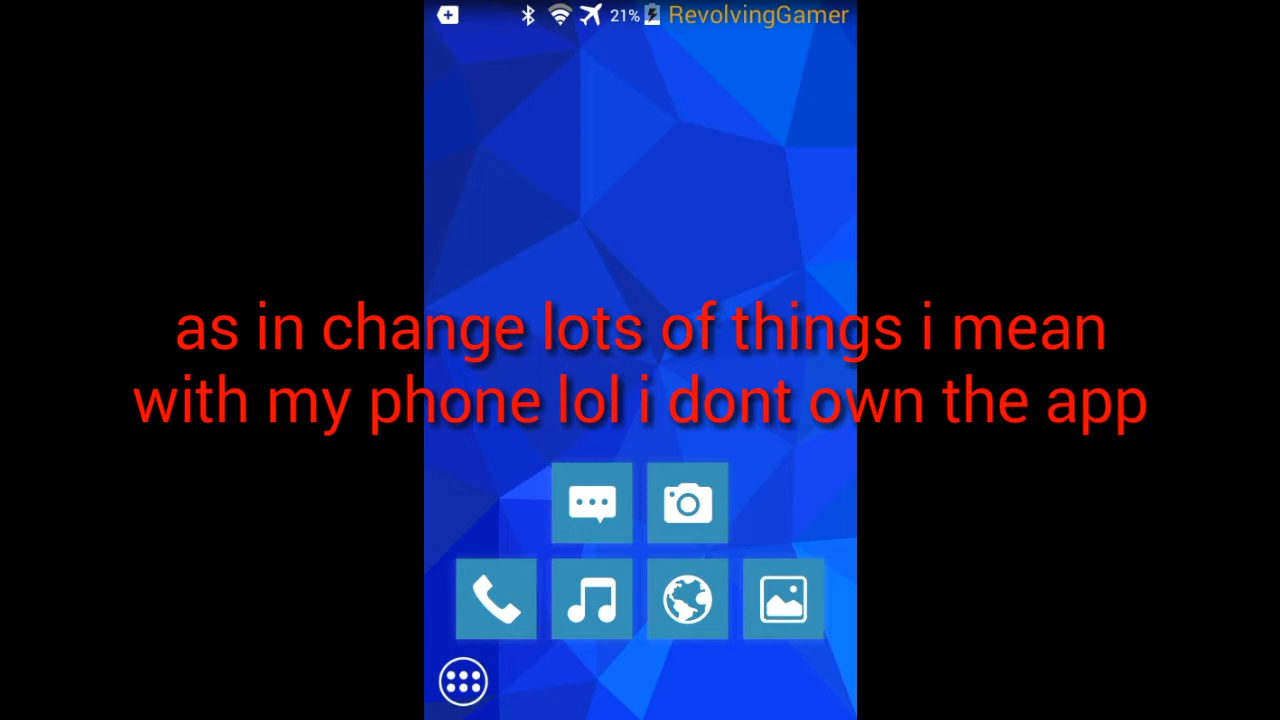 21% RevolvingGamer
as in change lots of things i mean
with my phone lol i dont own the app